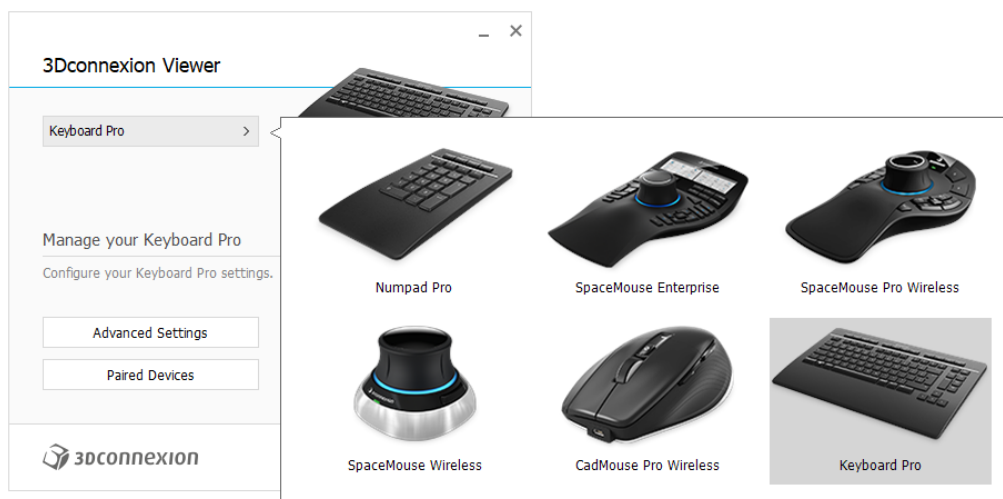 3Dconnexion Viewer
Keyboard Pro
Manage your Keyboard Pro
Configure your Keyboard Pro settings.
Advanced Settings
Paired Devices
3DCONNEXION
Numpad Pro
SpaceMouse Enterprise
SpaceMouse Pro Wireless
SpaceMouse Wireless
CadMouse Pro Wireless
Keyboard Pro